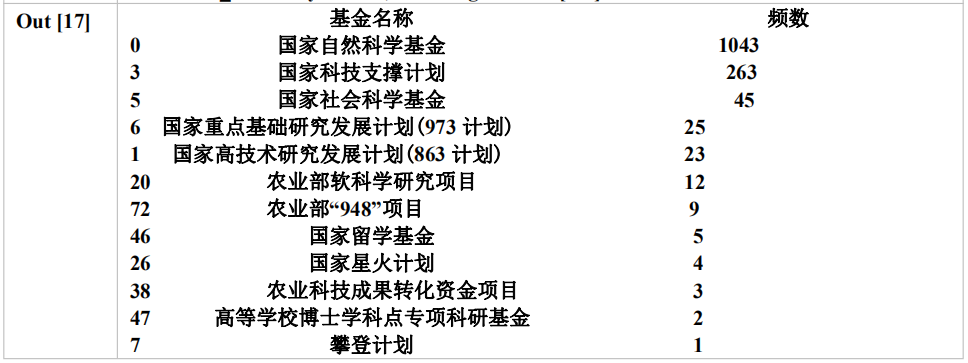 Out [17] 基金名称 频数
0 国家自然科学基金 1043
3 国家科技支撑计划 263
5 国家社会科学基金 45
6 国家重点基础研究发展计划(973 计划) 25
1 国家高技术研究发展计划(863 计划) 23
20 农业部软科学研究项目 12
72 农业部“948”项目 9
46 国家留学基金 5
26 国家星火计划 4
38 农业科技成果转化资金项目 3
47 高等学校博士学科点专项科研基金 2
7 攀登计划 1